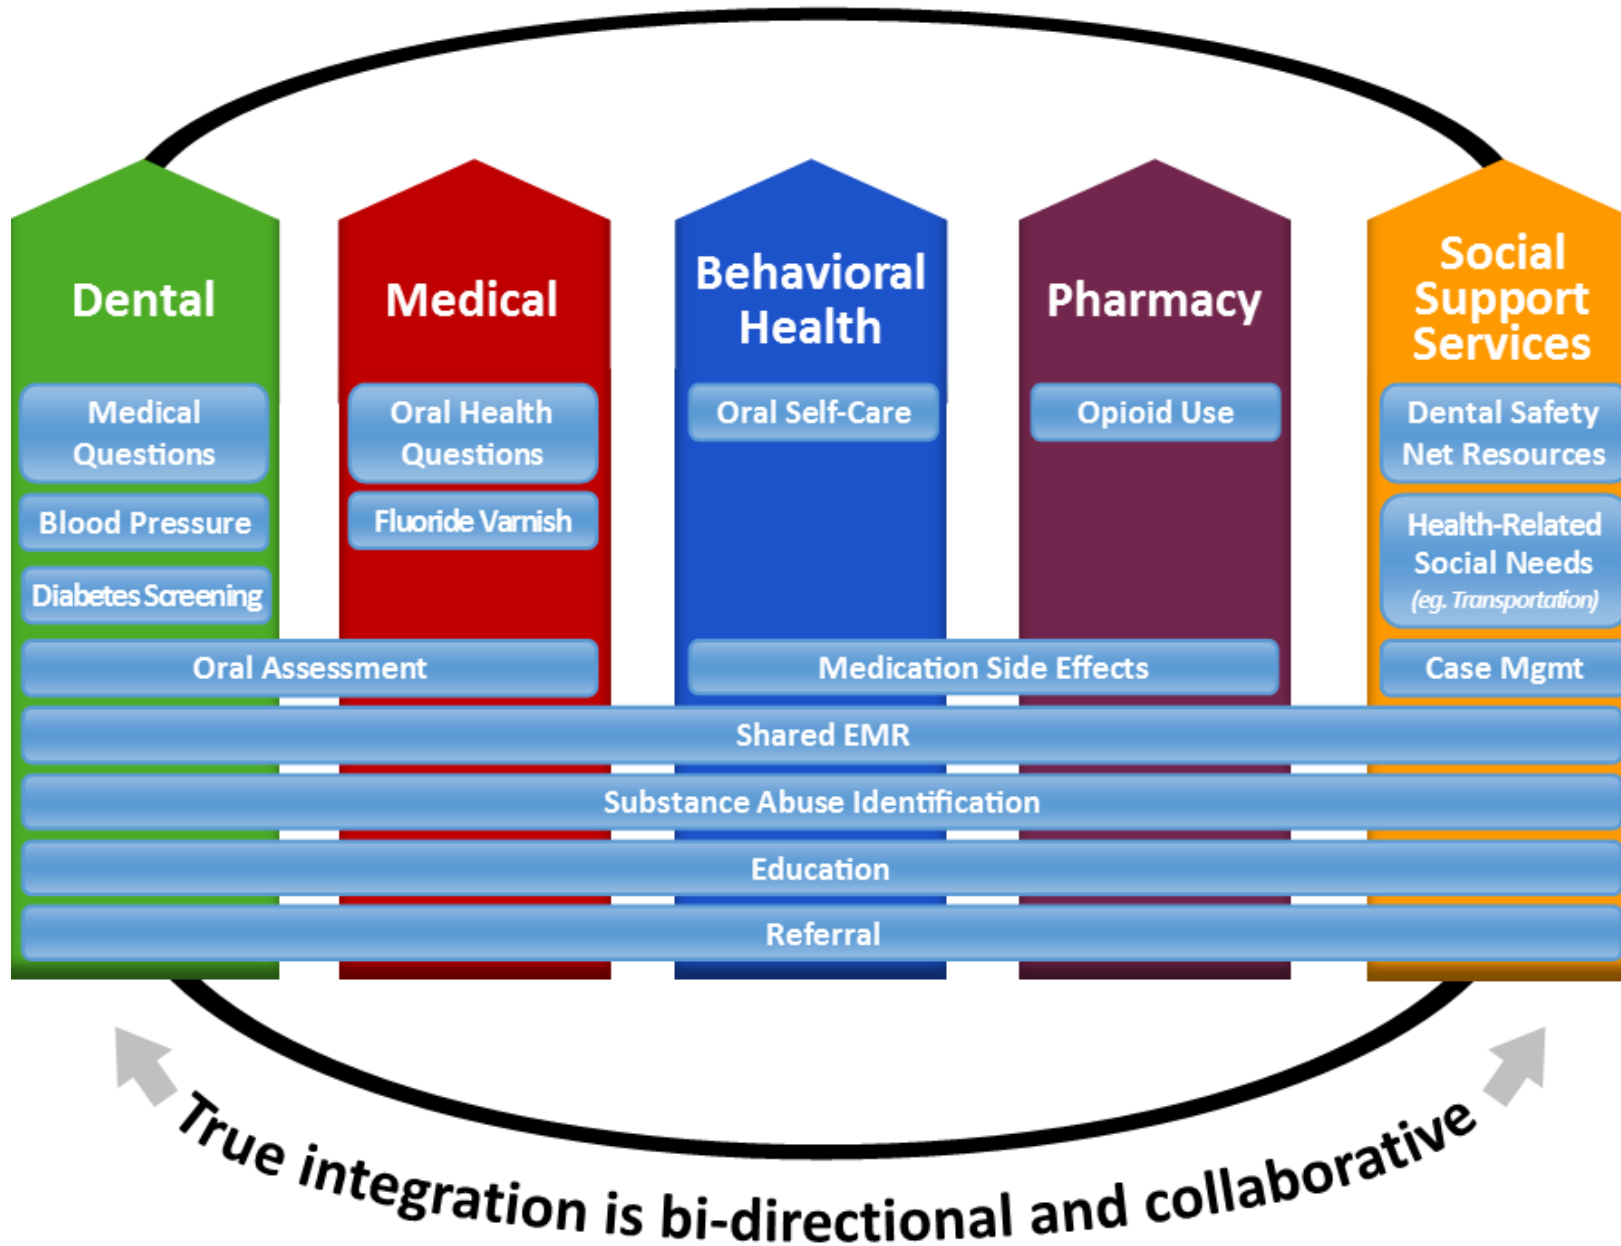 Dental
Medical
Questions
Blood Pressure
Diabetes Screening
Medical
Oral Health
Questions
Fluoride Varnish
Oral Assessment
Behavioral
Health
Oral Self-Care
Pharmacy
Opioid Use
Medication Side Effects
Social
Support
Services
Dental Safety
Net Resources
Health-Related
Social Needs
(eg. Transportation)
Case Mgmt
Shared EMR
Substance Abuse Identification
Education
Referral
True integration is bi-directional and collaborative